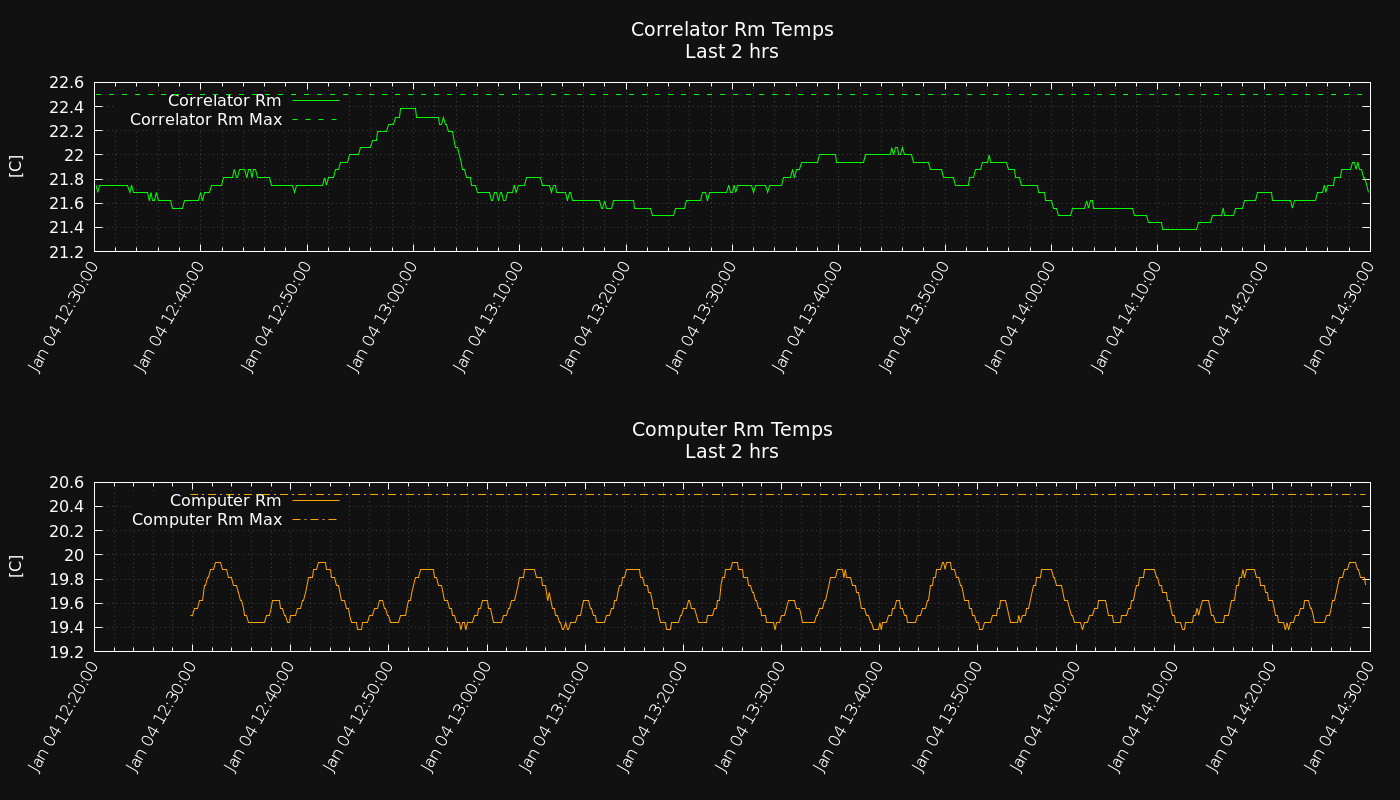 Correlator Rm Temps
Last 2 hrs
[C]
22.6
22.4
22.2
22
21.8
21.6
21.4
21.2
Correlator Rm
Correlator Rm Max
Jan 04 12:30:00
Jan 04 12:40:00
Jan 04 12:50:00
Jan 04 13:00:00
Jan 04 13:10:00
Jan 04 13:20:00
Jan 04 13:30:00
Jan 04 13:40:00
Jan 04 13:50:00
Jan 04 14:00:00
Jan 04 14:10:00
Jan 04 14:20:00
Jan 04 14:30:00
Computer Rm Temps
Last 2 hrs
[C]
20.6
20.4
20.2
20
19.8
19.6
19.4
19.2
Computer Rm
Computer Rm Max
Jan 04 12:20:00
Jan 04 12:30:00
Jan 04 12:40:00
Jan 04 12:50:00
Jan 04 13:00:00
Jan 04 13:10:00
Jan 04 13:20:00
Jan 04 13:30:00
Jan 04 13:40:00
Jan 04 13:50:00
Jan 04 14:00:00
Jan 04 14:10:00
Jan 04 14:20:00
Jan 04 14:30:00